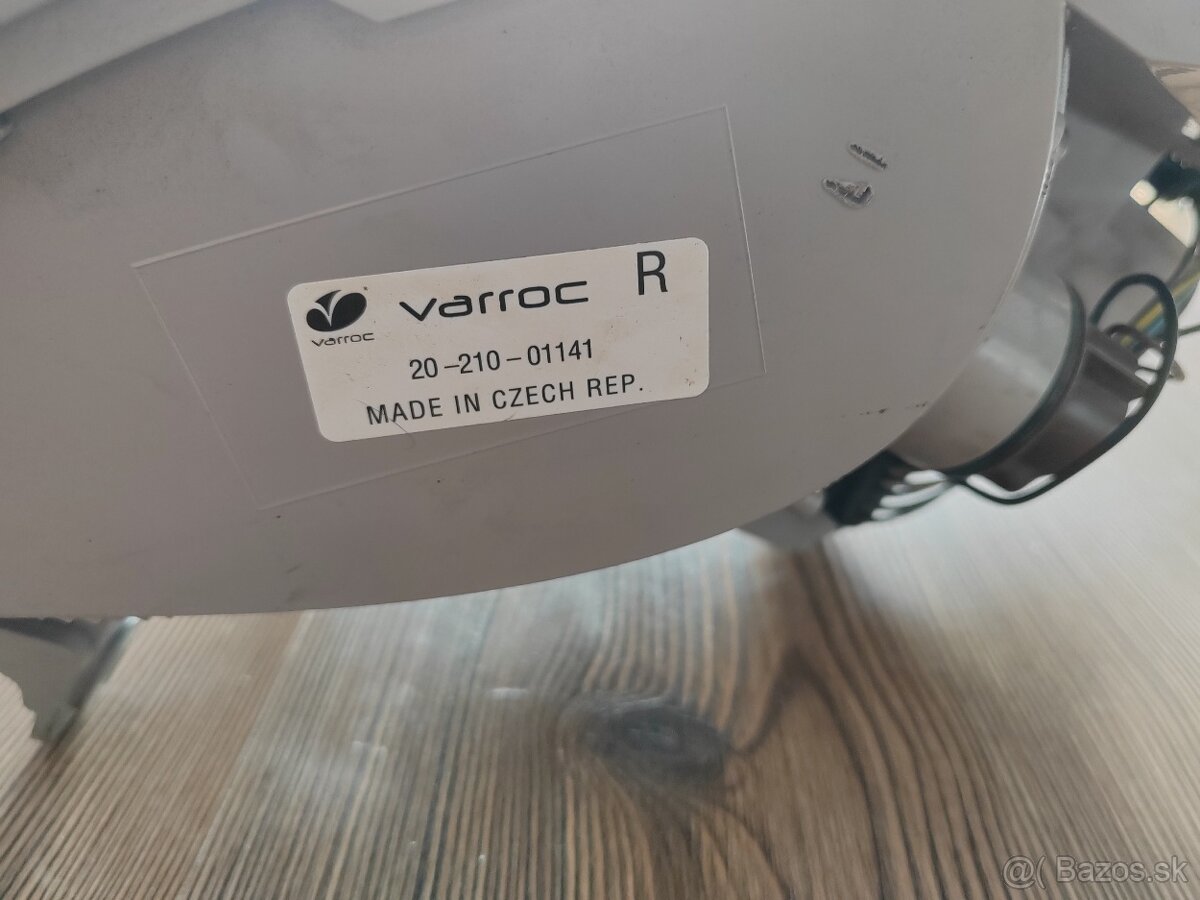 varroc R
varroc
20-210-01141
MADE IN CZECH REP.
@( Bazos.sk